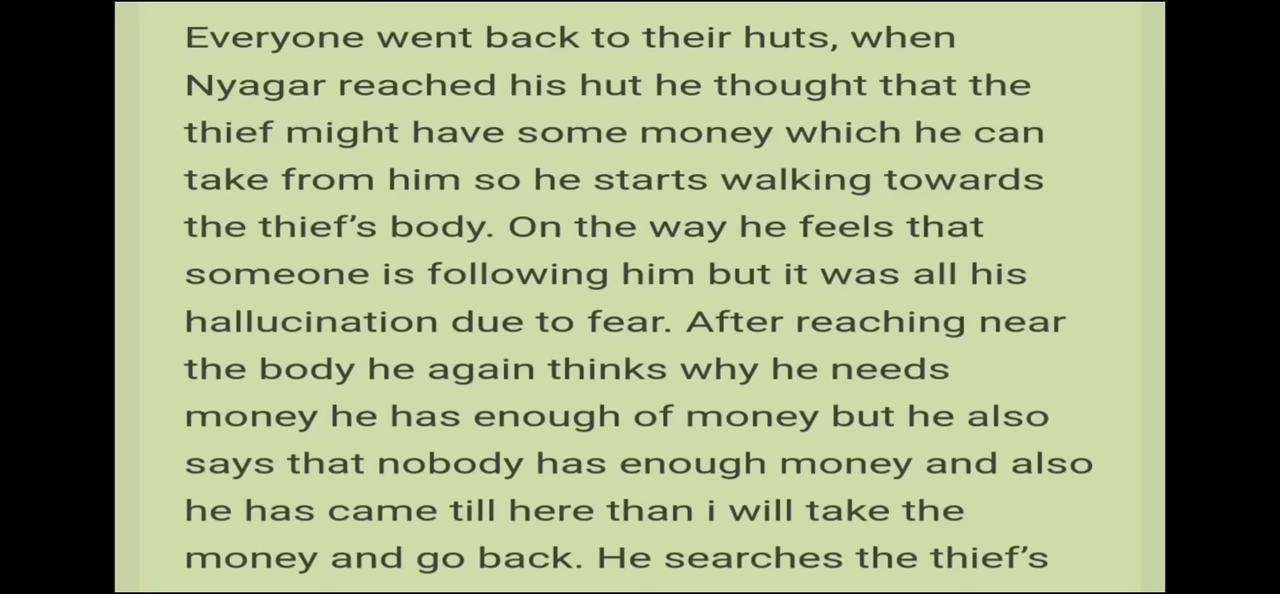 Everyone went back to their huts, when
Nyagar reached his hut he thought that the
thief might have some money which he can
take from him so he starts walking towards
the thief’s body. On the way he feels that
someone is following him but it was all his
hallucination due to fear. After reaching near
the body he again thinks why he needs
money he has enough of money but he also
says that nobody has enough money and also
he has came till here than i will take the
money and go back. He searches the thief’s